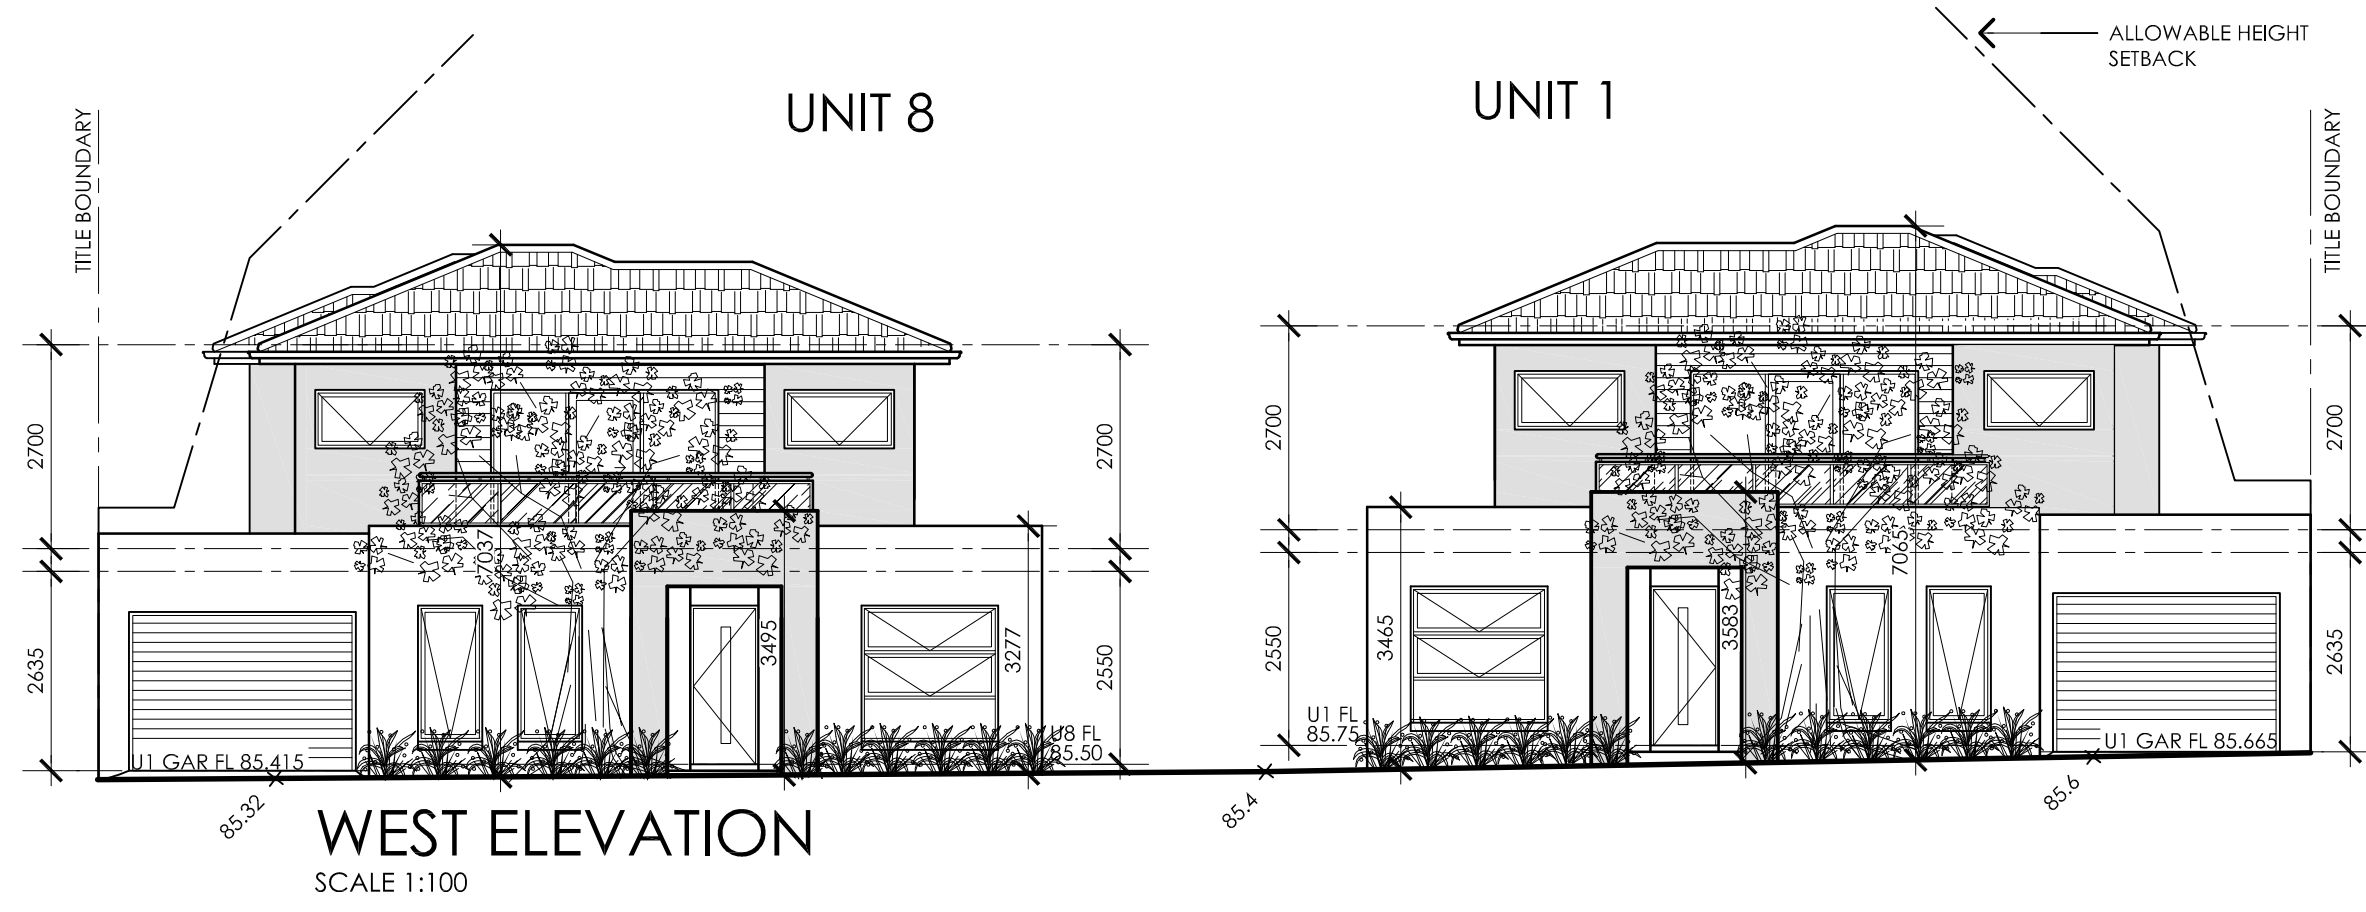 ALLOWABLE HEIGHT
SETBACK
UNIT 8
UNIT 1
TITLE BOUNDARY
TITLE BOUNDARY
2700
2635
2700
2550
2700
2550
2700
2635
7037
3495
3277
3465
3583
7065
U1 GAR FL 85.415
U8 FL
85.50
U1 FL
85.75
U1 GAR FL 85.665
85.32
85.4
85.6
WEST ELEVATION
SCALE 1:100